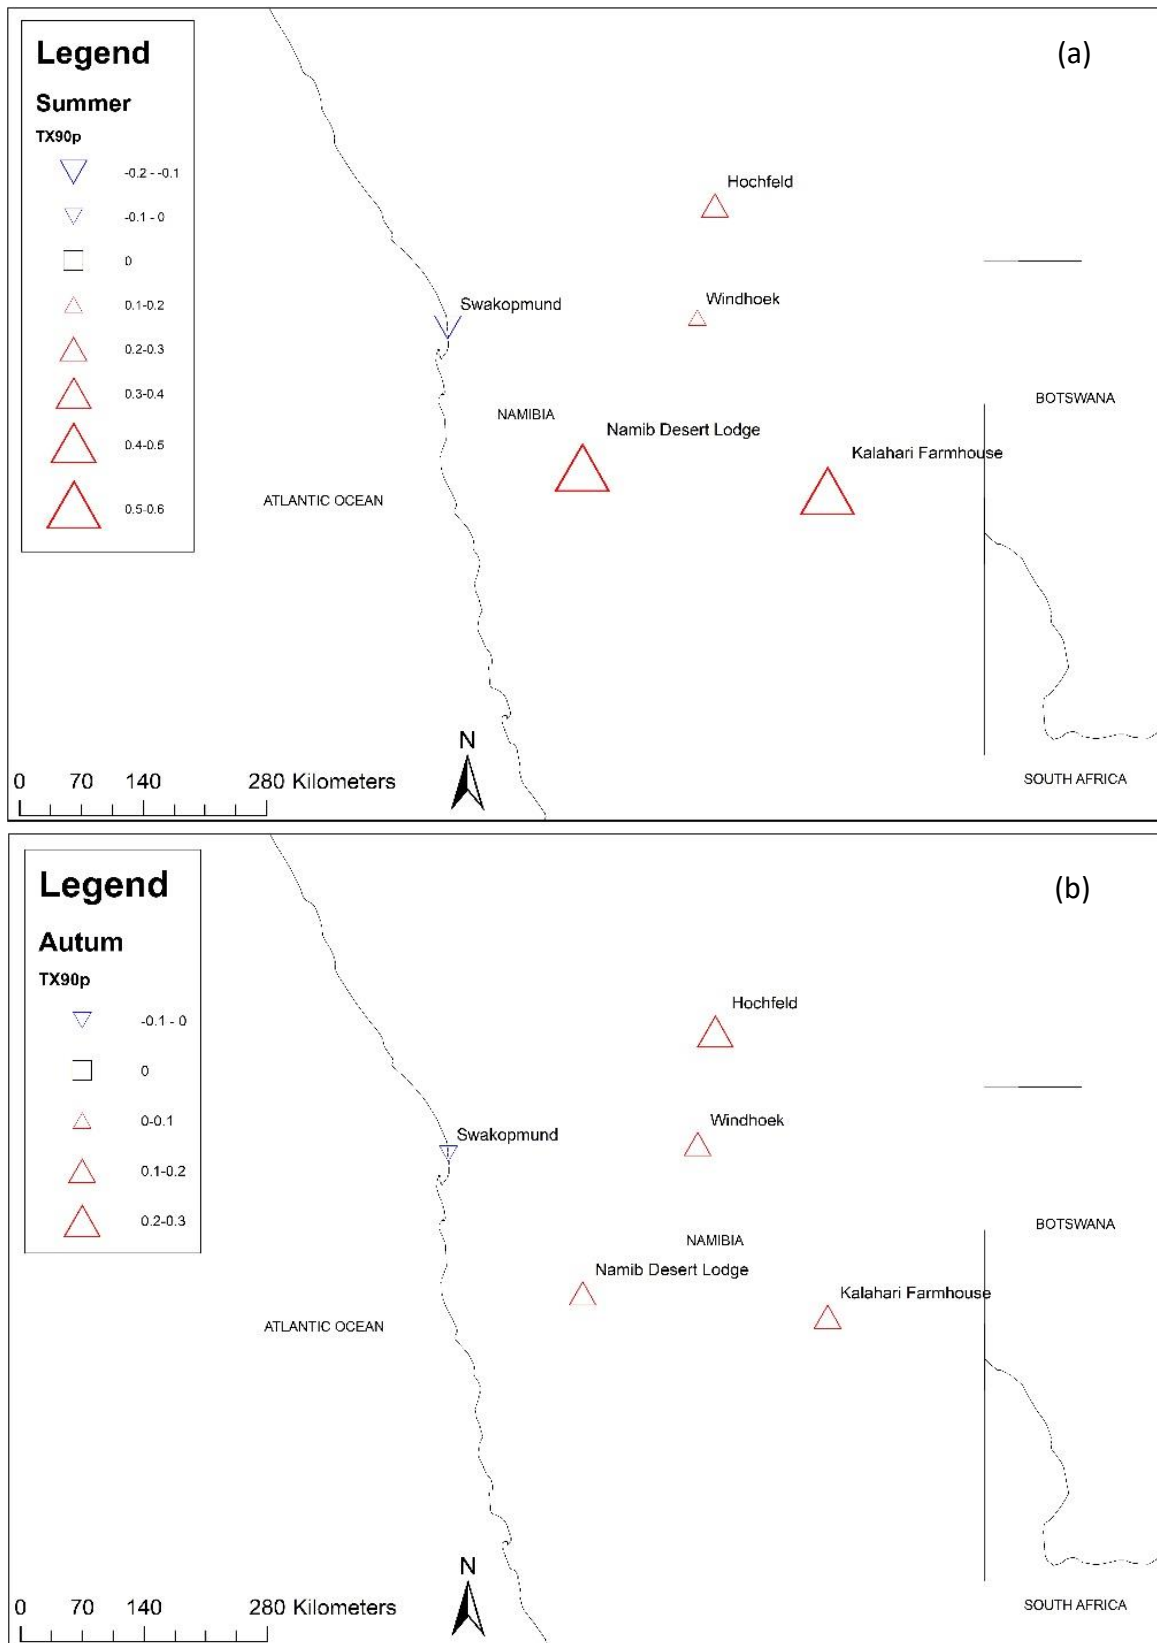 Legend
(a)
Summer
TX90p
-0.2 - -0.1
-0.1 - 0
0
0.1-0.2
0.2-0.3
0.3-0.4
0.4-0.5
0.5-0.6
Hochfeld
Swakopmund
Windhoek
NAMIBIA
BOTSWANA
Namib Desert Lodge
Kalahari Farmhouse
ATLANTIC OCEAN
N
0 70 140 280 Kilometers
SOUTH AFRICA
Legend
(b)
Autum
TX90p
-0.1 - 0
0
0-0.1
0.1-0.2
0.2-0.3
Hochfeld
Swakopmund
Windhoek
NAMIBIA
BOTSWANA
Namib Desert Lodge
Kalahari Farmhouse
ATLANTIC OCEAN
N
0 70 140 280 Kilometers
SOUTH AFRICA